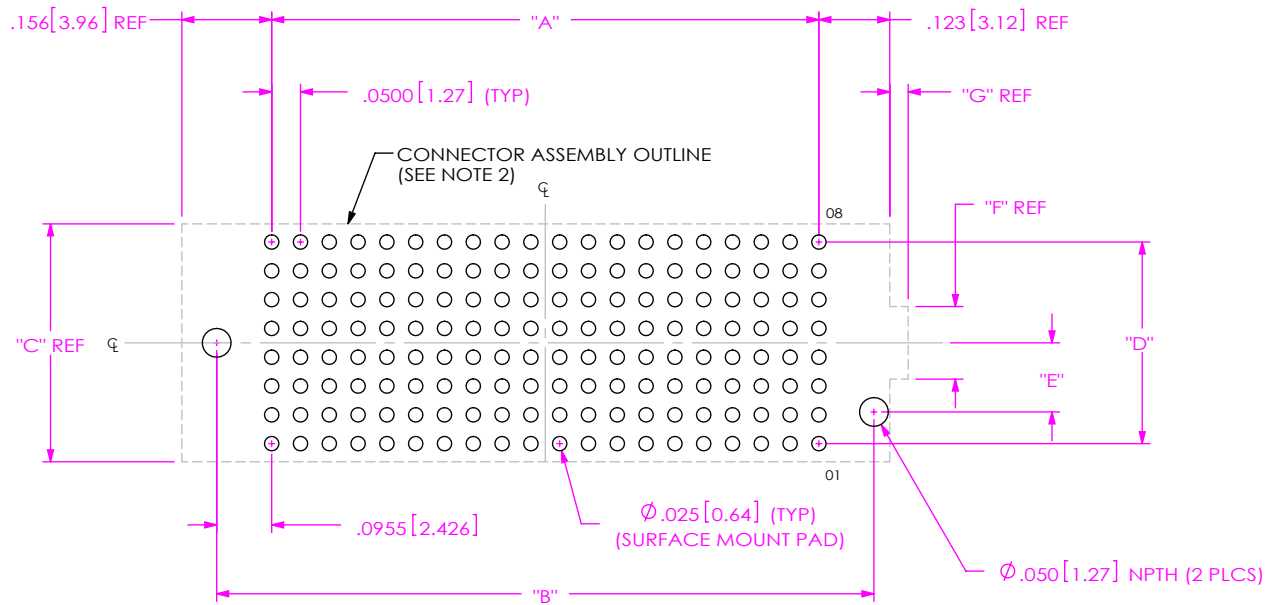 .156[3.96] REF
"A"
.123[3.12] REF
.0500[1.27] (TYP)
"G" REF
CONNECTOR ASSEMBLY OUTLINE
(SEE NOTE 2)
℄
08
"F" REF
"C" REF
℄
"D"
"E"
01
.0955[2.426]
Ø.025[0.64] (TYP)
(SURFACE MOUNT PAD)
Ø.050[1.27] NPTH (2 PLCS)
"B"